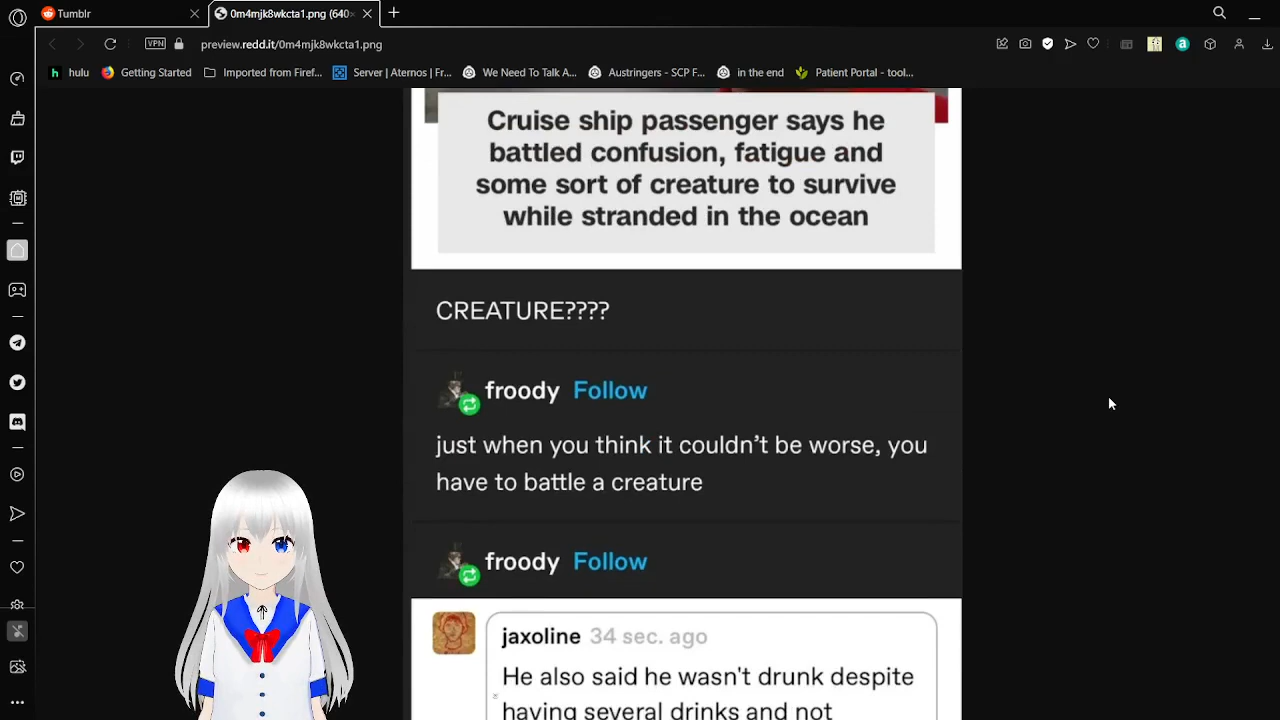 Tumblr
0m4mjk8wkcta1.png (640×
VPN
preview.redd.it/0m4mjk8wkcta1.png
h hulu
Getting Started
Imported from Firef...
Server | Aternos | Fr...
We Need To Talk A...
Austringers - SCP F...
in the end
Patient Portal - tool...
Cruise ship passenger says he
battled confusion, fatigue and
some sort of creature to survive
while stranded in the ocean
CREATURE????
froody Follow
just when you think it couldn't be worse, you
have to battle a creature
froody Follow
jaxoline 34 sec. ago
He also said he wasn't drunk despite
having several drinks and not